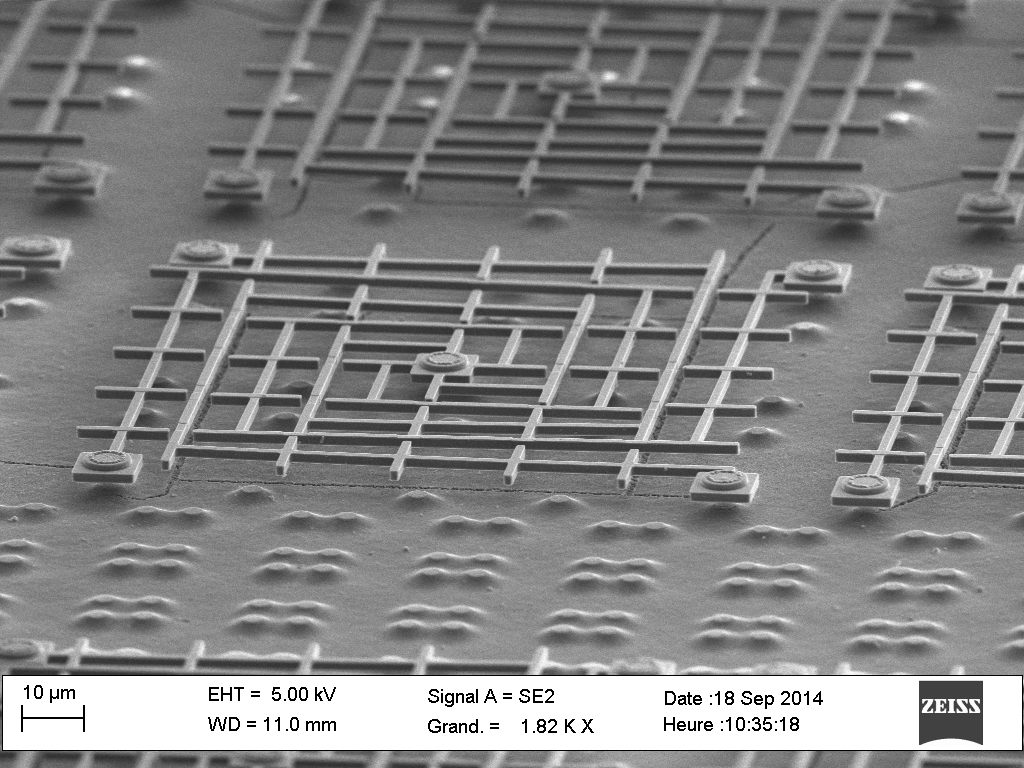 10 µm
EHT = 5.00 kV
WD = 11.0 mm
Signal A = SE2
Grand. = 1.82 K X
Date :18 Sep 2014
Heure :10:35:18
ZEISS